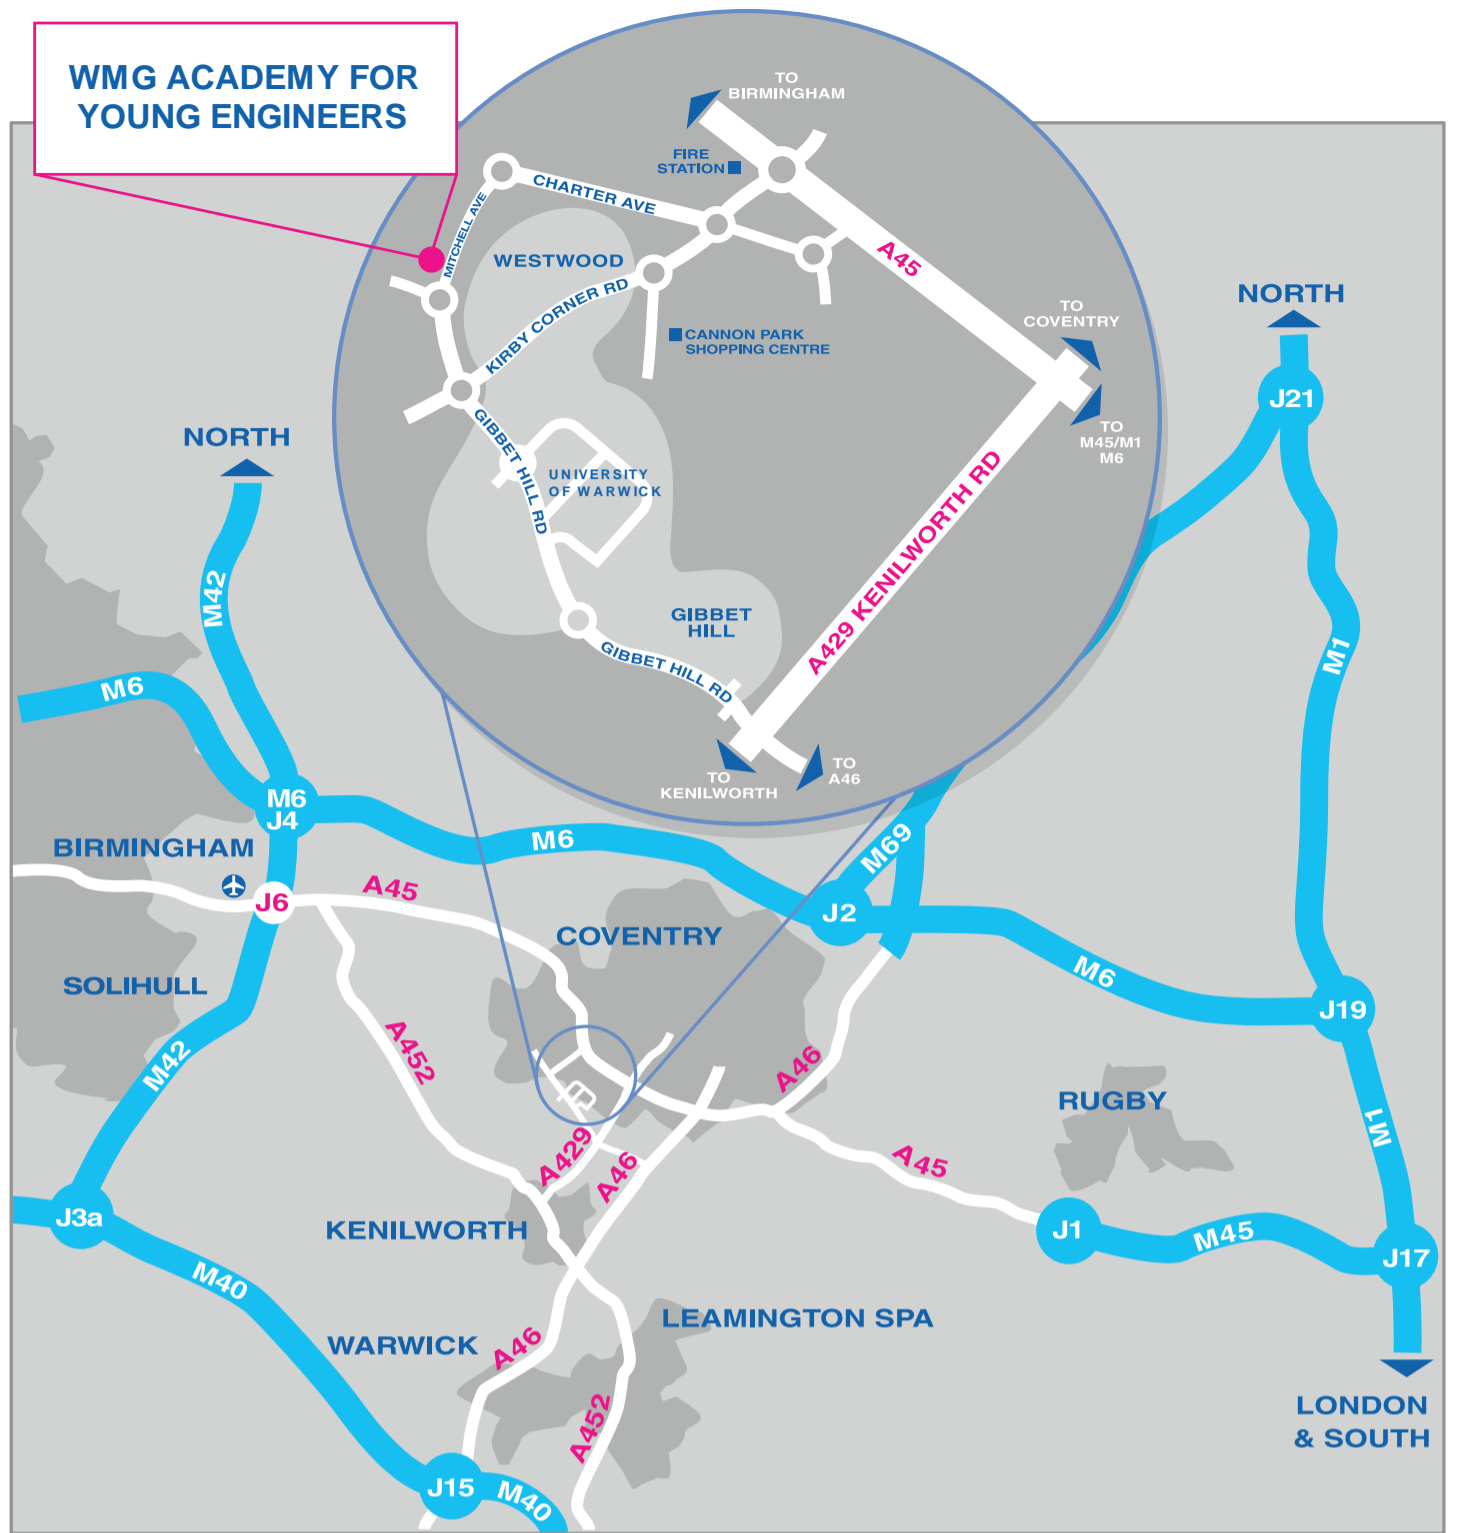 WMG ACADEMY FOR
YOUNG ENGINEERS
TO
BIRMINGHAM
FIRE
STATION
CHARTER AVE
MITCHELL AVE
WESTWOOD
A45
KIRBY CORNER RD
CANNON PARK
SHOPPING CENTRE
TO
COVENTRY
TO
M45/M1
M6
GIBBET HILL RD
UNIVERSITY
OF WARWICK
A429 KENILWORTH RD
GIBBET
HILL
GIBBET HILL RD
TO
KENILWORTH
TO
A46
NORTH
J21
NORTH
M42
M1
M6
M6
J4
M6
M69
BIRMINGHAM
J6
A45
J2
COVENTRY
SOLIHULL
M6
J19
A452
M42
A46
RUGBY
M1
A429
A46
A45
J3a
KENILWORTH
J1
M45
J17
M40
WARWICK
A46
LEAMINGTON SPA
A452
LONDON
& SOUTH
J15
M40